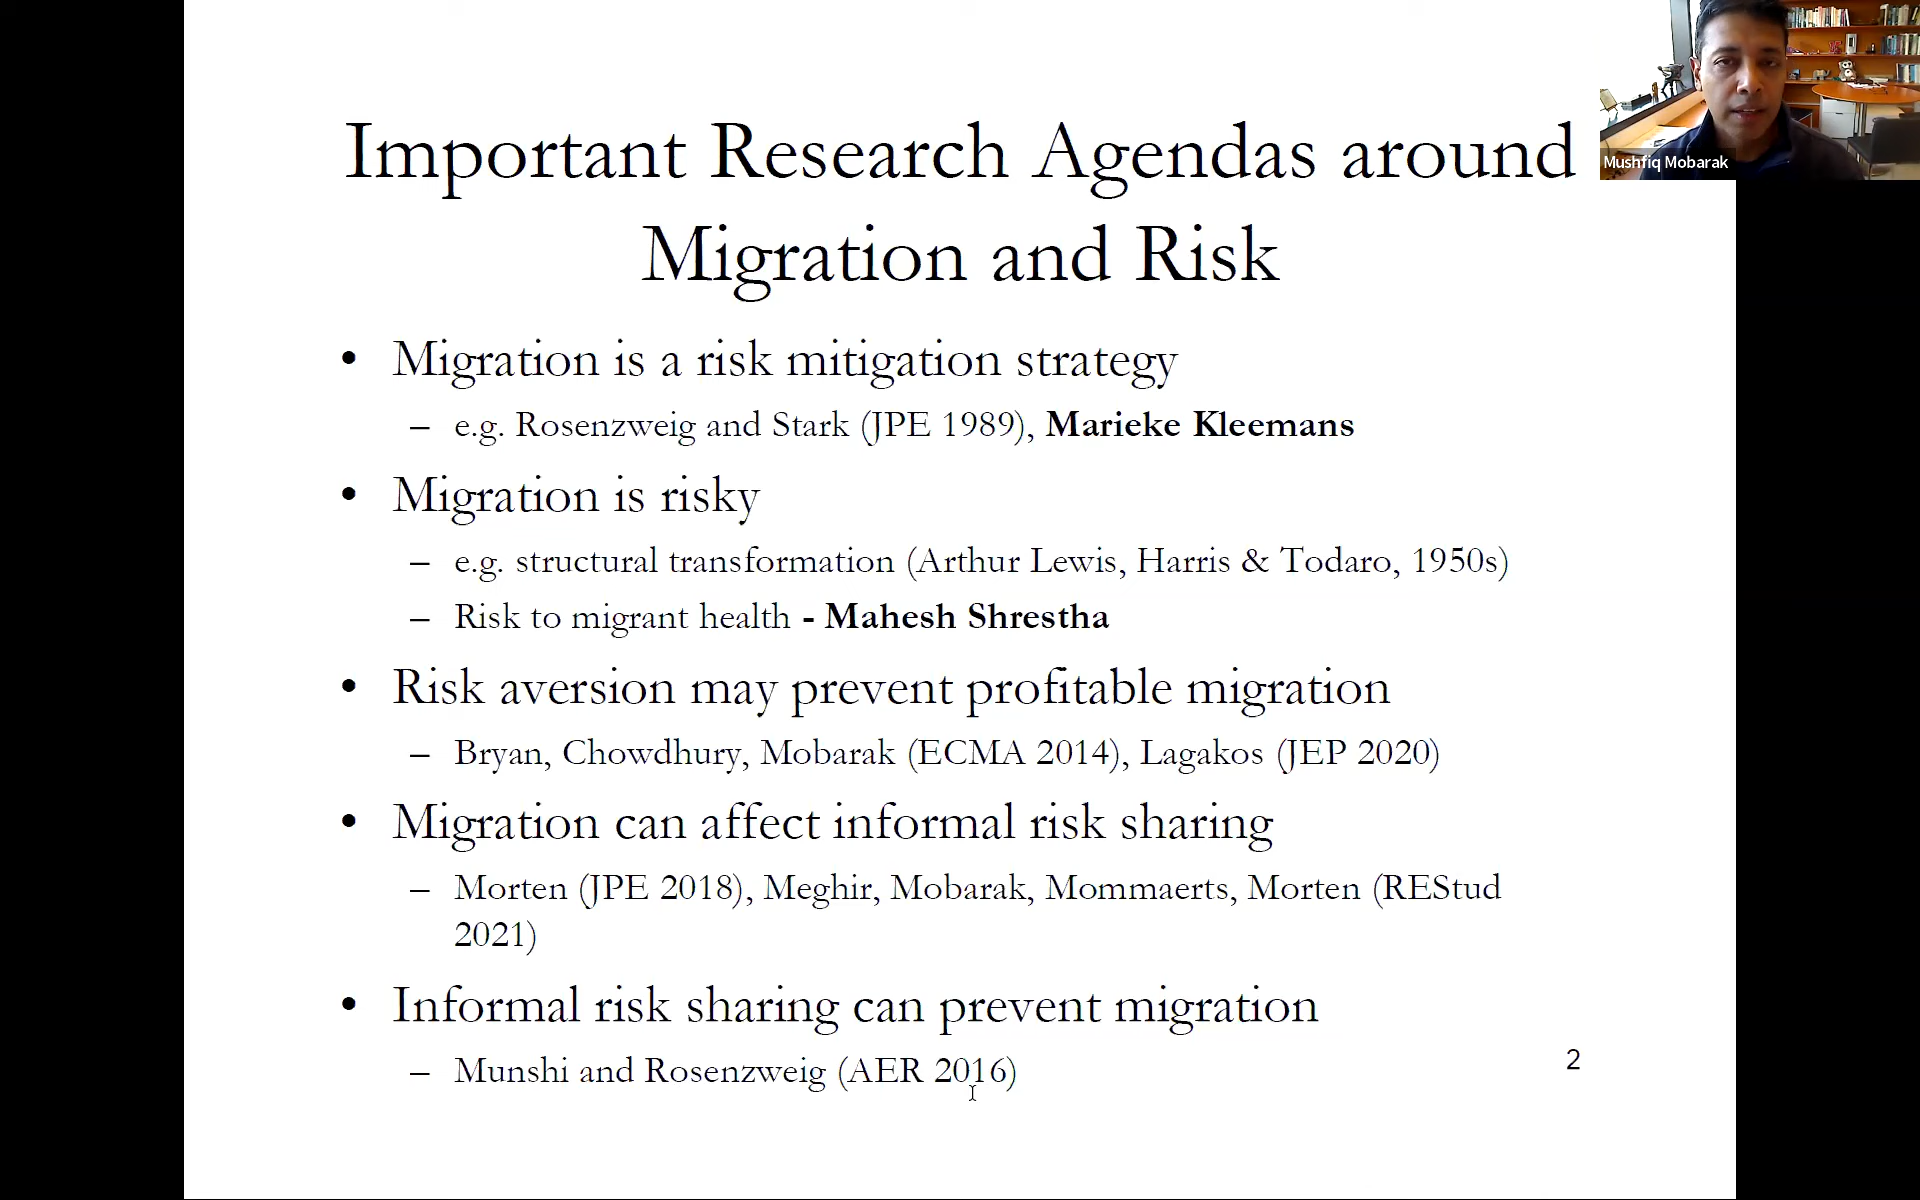 Mushfiq Mobarak
Important Research Agendas around
Migration and Risk
• Migration is a risk mitigation strategy
– e.g. Rosenzweig and Stark (JPE 1989), Marieke Kleemans
• Migration is risky
– e.g. structural transformation (Arthur Lewis, Harris & Todaro, 1950s)
– Risk to migrant health - Mahesh Shrestha
• Risk aversion may prevent profitable migration
– Bryan, Chowdhury, Mobarak (ECMA 2014), Lagakos (JEP 2020)
• Migration can affect informal risk sharing
– Morten (JPE 2018), Meghir, Mobarak, Mommaerts, Morten (REStud
2021)
• Informal risk sharing can prevent migration
– Munshi and Rosenzweig (AER 2016)
2